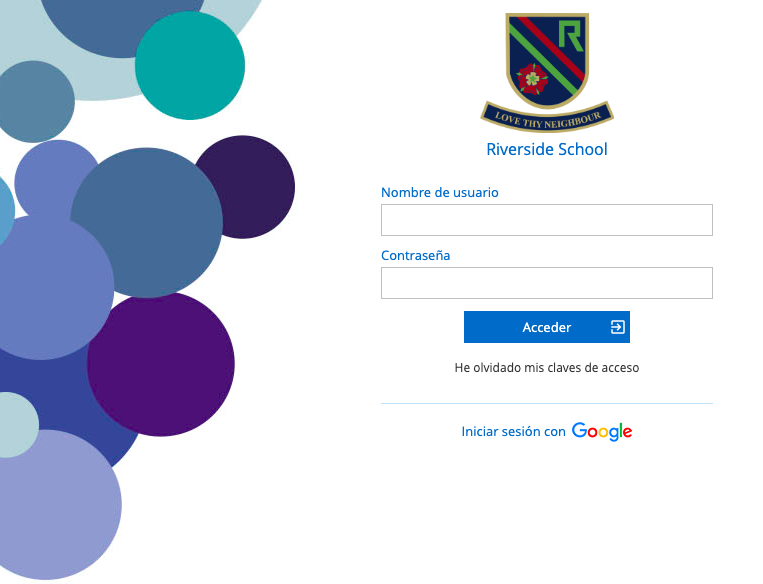 R
LOVE THY NEIGHBOUR
Riverside School
Nombre de usuario
Contraseña
Acceder
He olvidado mis claves de acceso
Iniciar sesión con Google